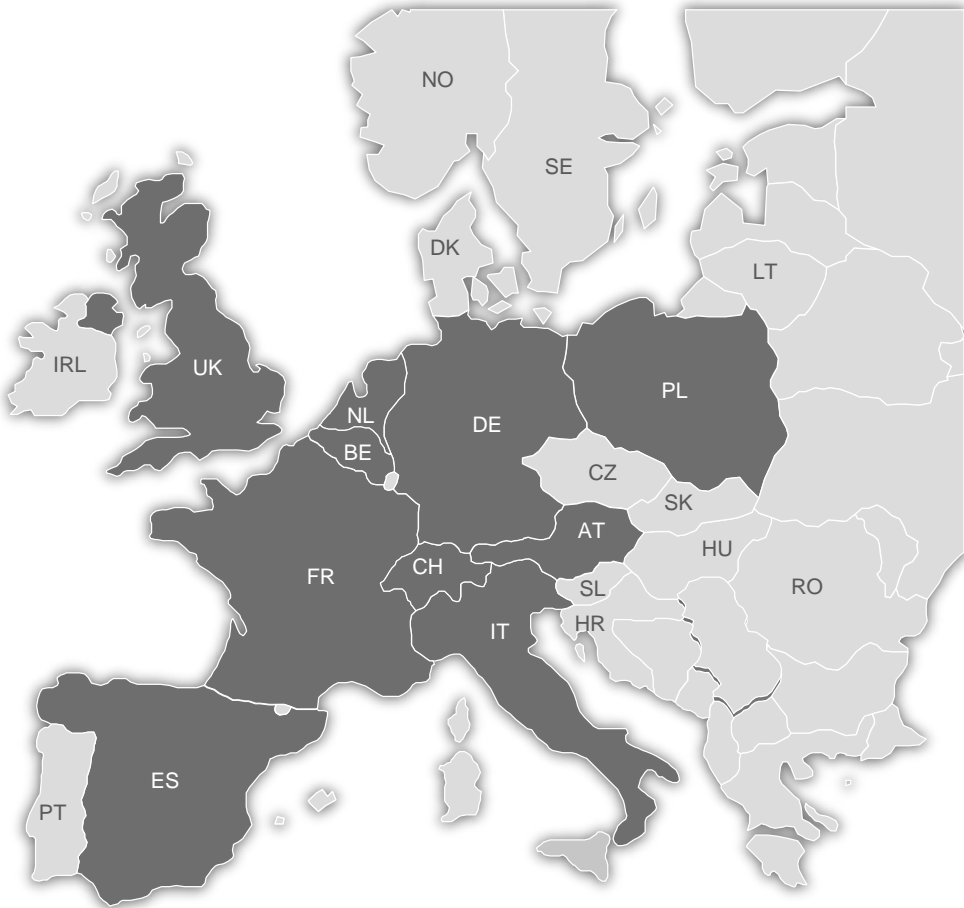 NO
SE
DK
LT
IRL
UK
PL
NL
DE
BE
CZ
SK
AT
HU
CH
FR
SL
RO
HR
IT
ES
PT